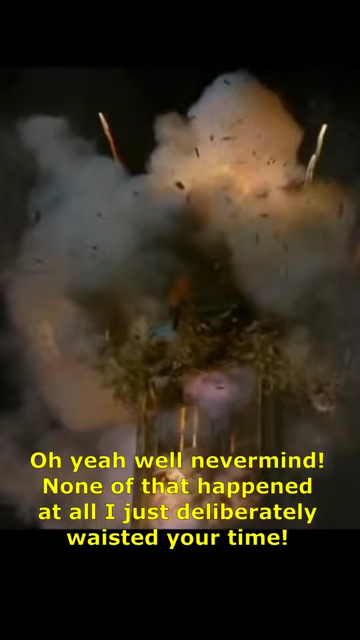 Oh yeah well nevermind!
None of that happened
at all I just deliberately
waisted your time!